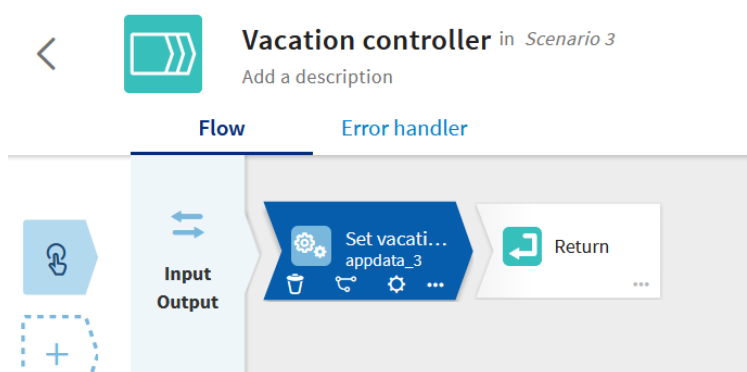 Vacation controller in Scenario 3
Add a description
Flow Error handler
Input
Output
Set vacati...
appdata_3
Return